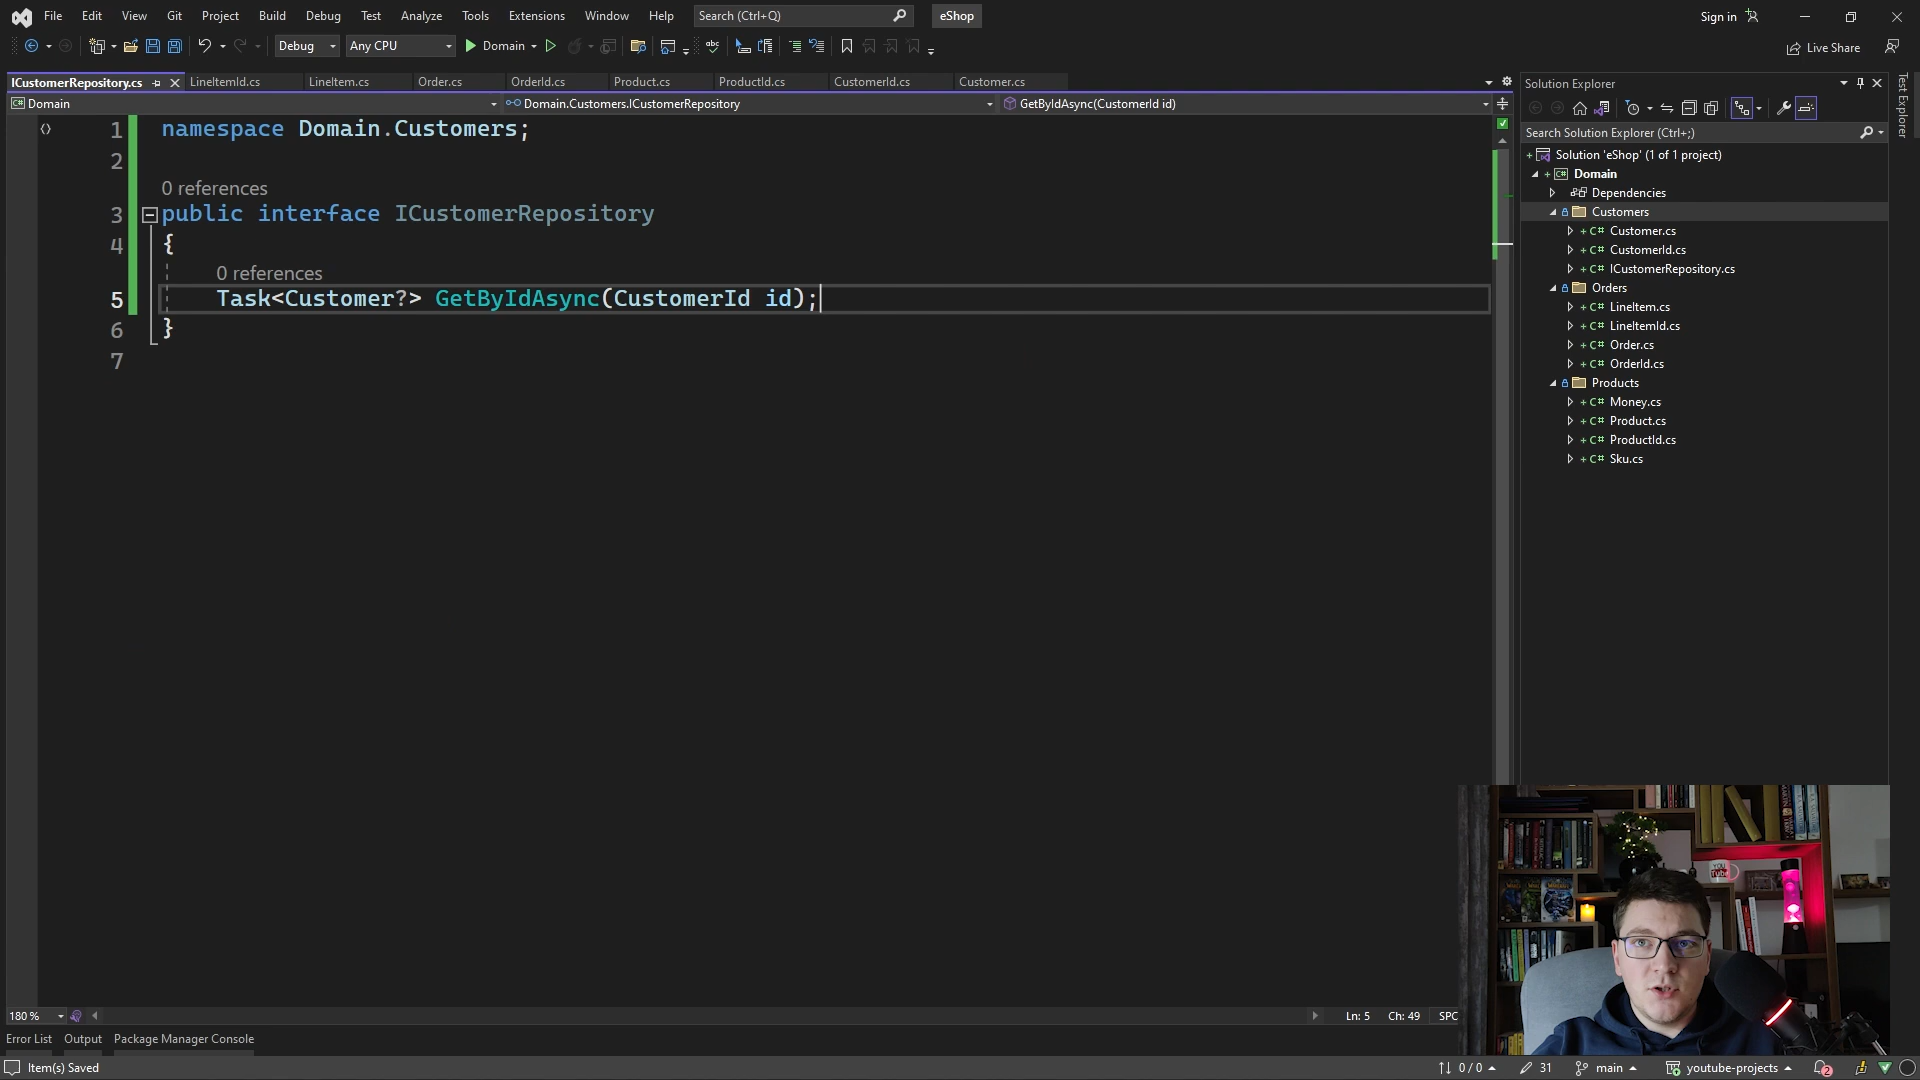 File Edit View Git Project Build Debug Test Analyze Tools Extensions Window Help Search (Ctrl+Q) eShop Sign in
Debug Any CPU Domain Live Share
ICustomerRepository.cs LineItemId.cs LineItem.cs Order.cs OrderId.cs Product.cs ProductId.cs CustomerId.cs Customer.cs
Domain Domain.Customers.ICustomerRepository GetByIdAsync(CustomerId id)
1 namespace Domain.Customers;
2
0 references
3 public interface ICustomerRepository
4 {
0 references
5 Task<Customer?> GetByIdAsync(CustomerId id);
6 }
7
180 % Ln: 5 Ch: 49 SPC
Error List Output Package Manager Console
Solution Explorer
Search Solution Explorer (Ctrl+;)
Solution 'eShop' (1 of 1 project)
Domain
Dependencies
Customers
Customer.cs
CustomerId.cs
ICustomerRepository.cs
Orders
LineItem.cs
LineItemId.cs
Order.cs
OrderId.cs
Products
Money.cs
Product.cs
ProductId.cs
Sku.cs
Test Explorer
YOU
Tube
Item(s) Saved 0 / 0 31 main youtube-projects 2